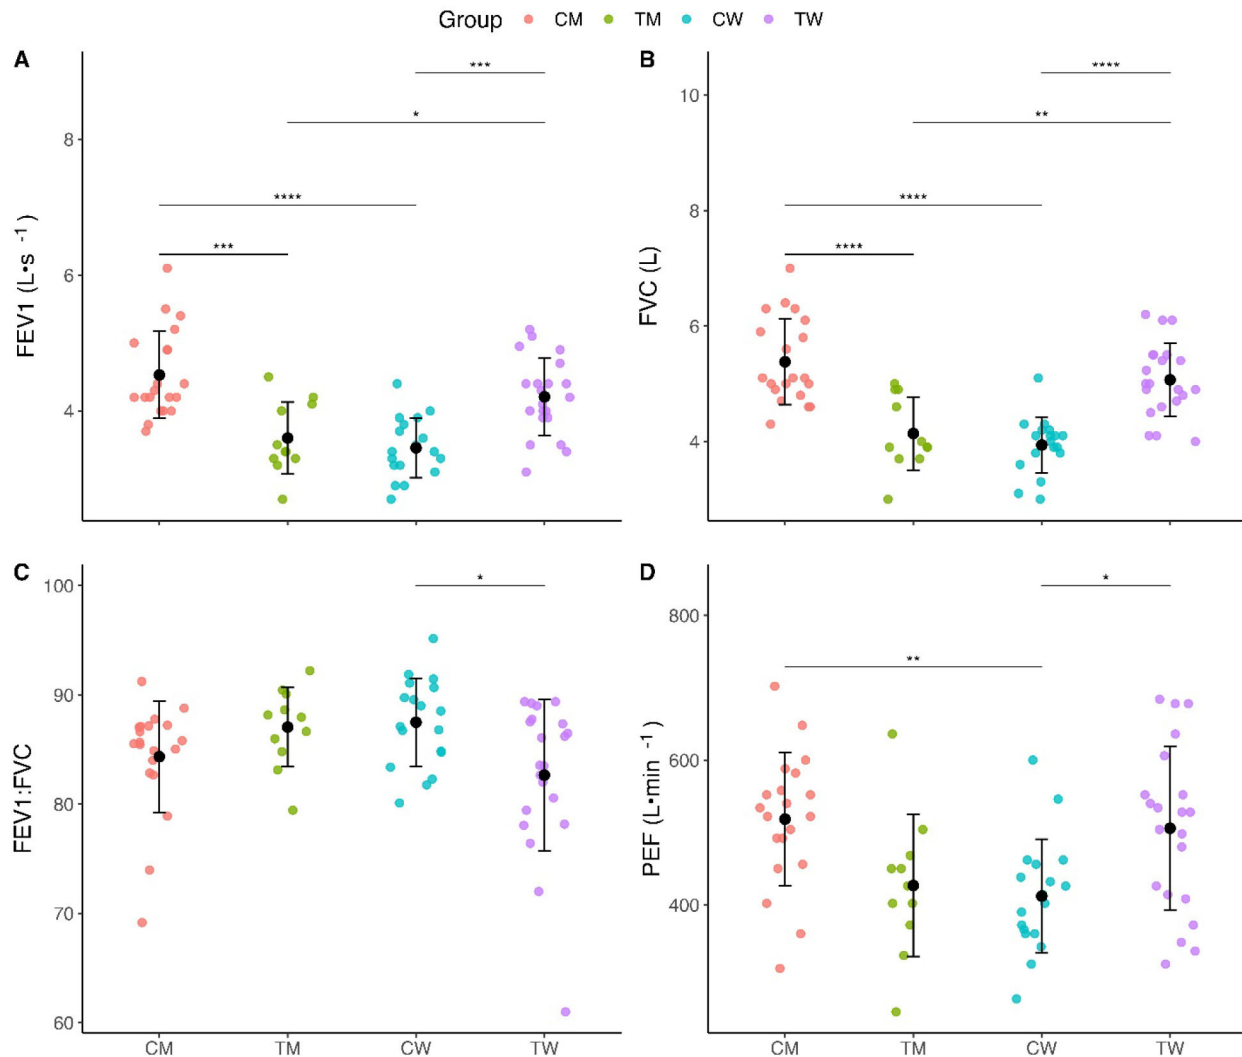 Group CM TM CW TW
A
***
*
****
***
FEV1 (L•s -1 )
8
6
4
B
****
**
****
****
FVC (L)
10
8
6
4
C
*
FEV1:FVC
100
90
80
70
60
CM TM CW TW
D
*
**
PEF (L•min -1 )
800
600
400
CM TM CW TW